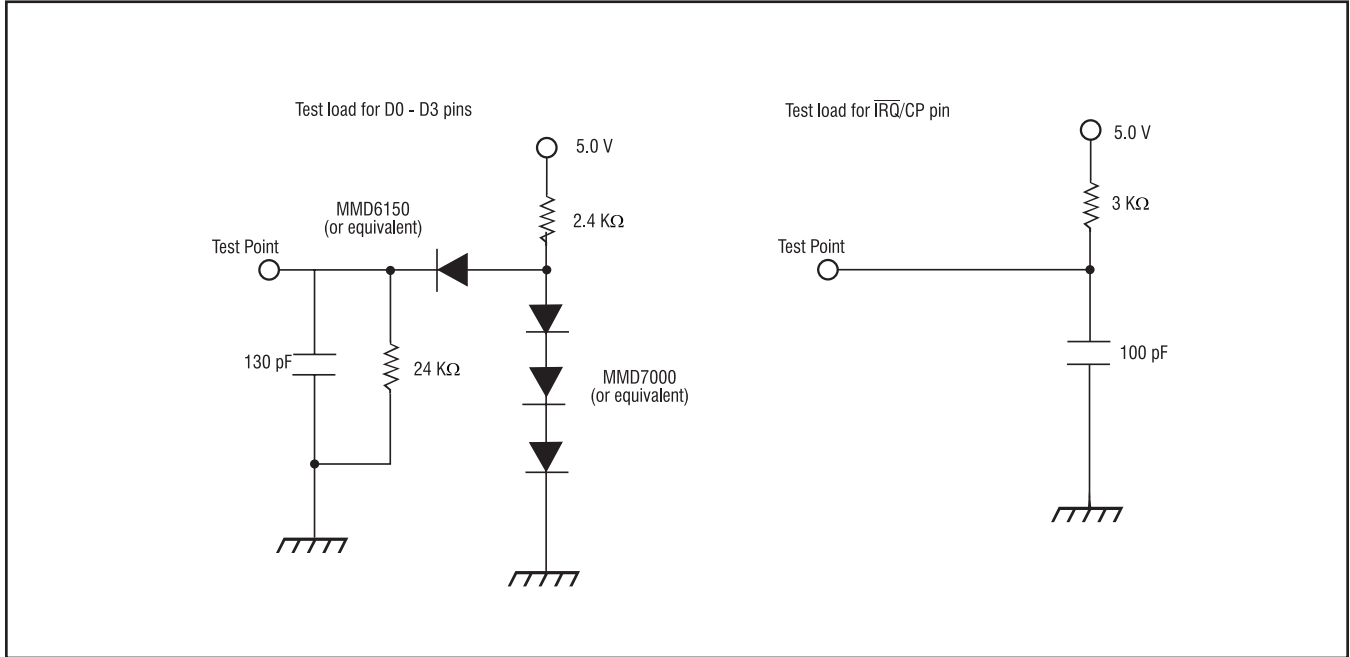 Test load for D0 - D3 pins
5.0 V
2.4 KΩ
MMD6150
(or equivalent)
Test Point
130 pF
24 KΩ
MMD7000
(or equivalent)
Test load for I̅R̅Q̅/CP pin
5.0 V
3 KΩ
Test Point
100 pF